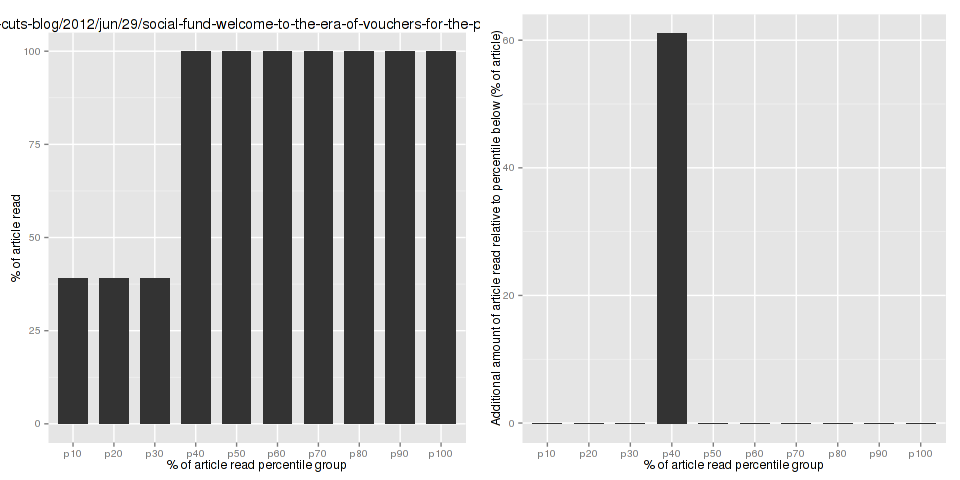 -cuts-blog/2012/jun/29/social-fund-welcome-to-the-era-of-vouchers-for-the-p
100
75
50
25
0
% of article read
p10 p20 p30 p40 p50 p60 p70 p80 p90 p100
% of article read percentile group
60
40
20
0
Additional amount of article read relative to percentile below (% of article)
p10 p20 p30 p40 p50 p60 p70 p80 p90 p100
% of article read percentile group